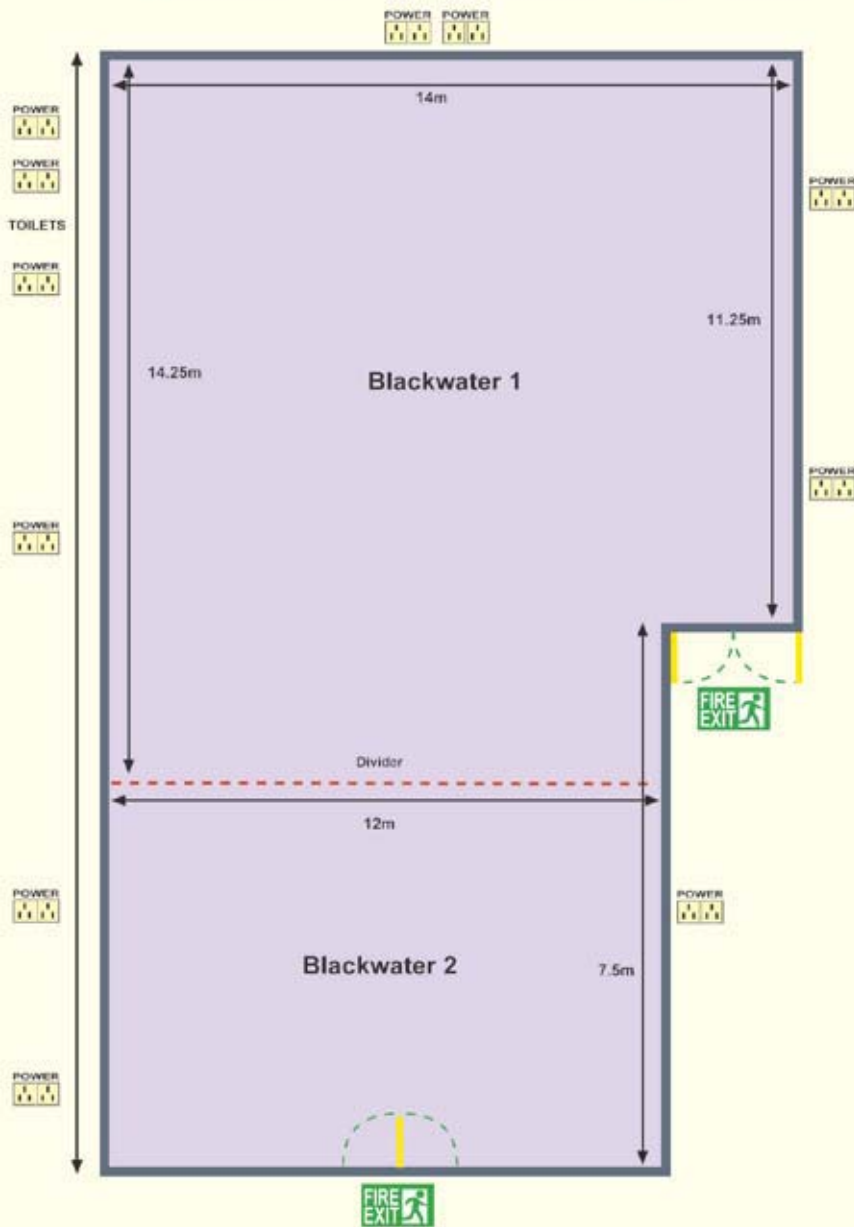 POWER POWER
14m
POWER
POWER
POWER
TOILETS
POWER
11.25m
14.25m
Blackwater 1
POWER
POWER
FIRE
EXIT
Divider
12m
POWER
POWER
Blackwater 2
7.5m
POWER
FIRE
EXIT